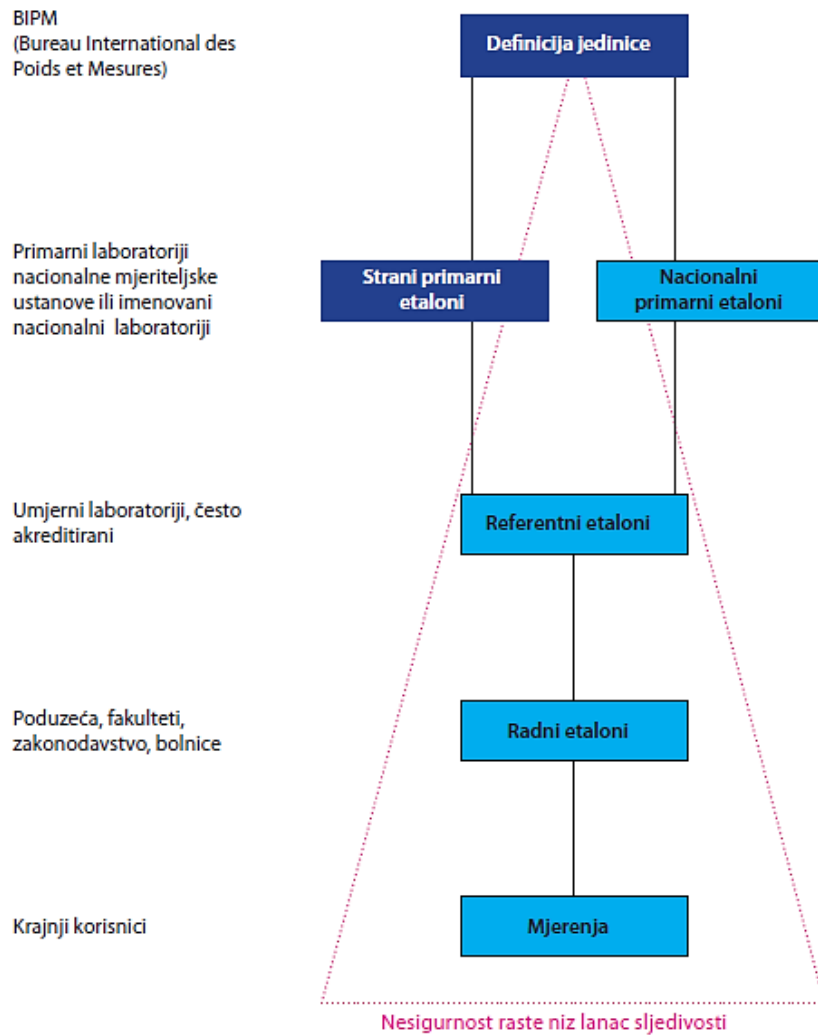 BIPM
(Bureau International des
Poids et Mesures)
Definicija jedinice
Primarni laboratoriji
nacionalne mjeriteljske
ustanove ili imenovani
nacionalni laboratoriji
Strani primarni
etaloni
Nacionalni
primarni etaloni
Umjerni laboratoriji, često
akreditirani
Referentni etaloni
Poduzeća, fakulteti,
zakonodavstvo, bolnice
Radni etaloni
Krajnji korisnici
Mjerenja
Nesigurnost raste niz lanac sljedivosti